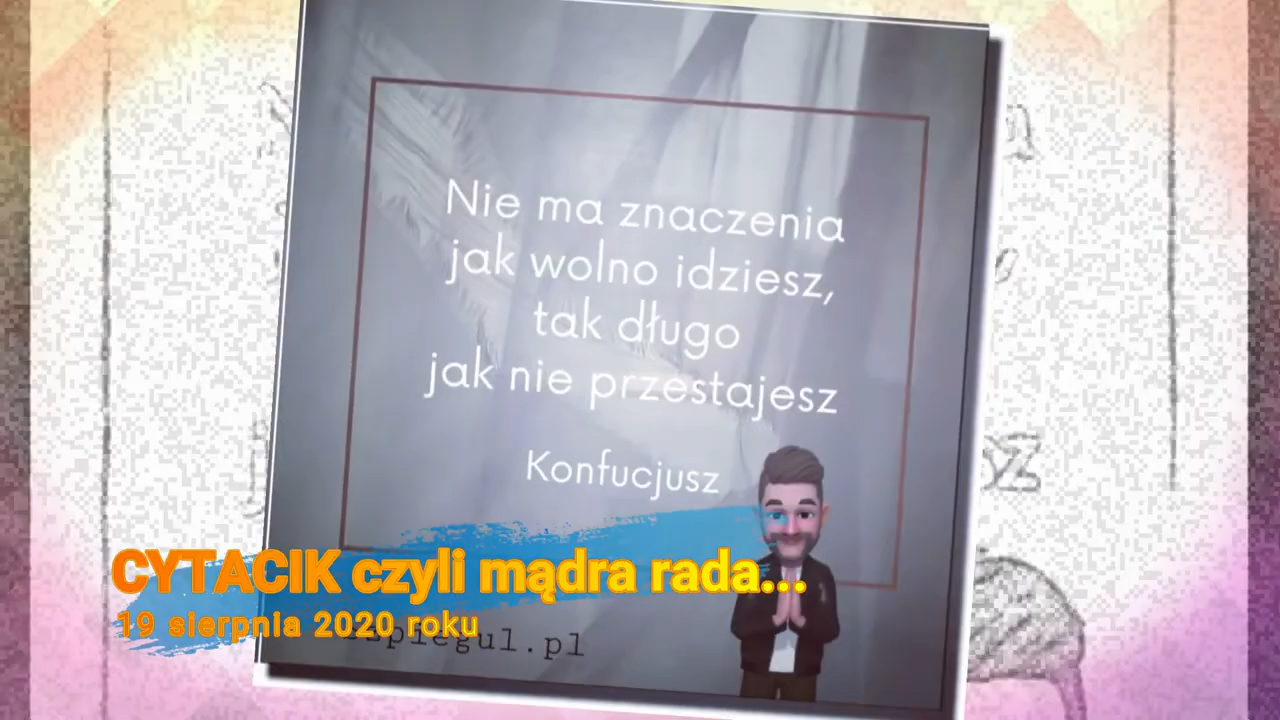 Nie ma znaczenia
jak wolno idziesz,
tak długo
jak nie przestajesz
Konfucjusz
CYTACIK czyli mądra rada...
19 sierpnia 2020 roku